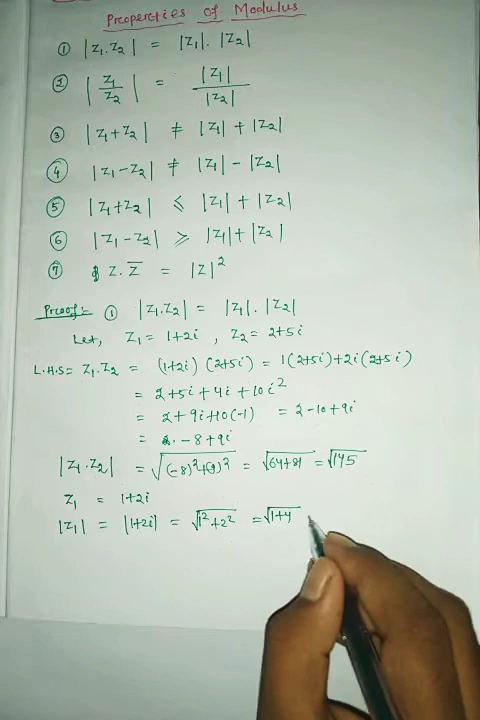 Properties of Modulus
① |Z₁.Z₂| = |Z₁|.|Z₂|
② |Z₁/Z₂| = |Z₁|/|Z₂|
③ |Z₁+Z₂| ≠ |Z₁|+|Z₂|
④ |Z₁-Z₂| ≠ |Z₁|-|Z₂|
⑤ |Z₁+Z₂| ≤ |Z₁|+|Z₂|
⑥ |Z₁-Z₂| ≥ |Z₁|+|Z₂|
⑦ Z.Z̅ = |Z|²
Proof:- ① |Z₁.Z₂| = |Z₁|.|Z₂|
Let, Z₁ = 1+2i , Z₂ = 2+5i
L.H.S = Z₁.Z₂ = (1+2i) (2+5i) = 1(2+5i)+2i(2+5i)
= 2+5i+4i+10i²
= 2+9i+10(-1) = 2-10+9i
= -8+9i
|Z₁.Z₂| = √(-8)²+(9)² = √64+81 = √145
Z₁ = 1+2i
|Z₁| = |1+2i| = √1²+2² = √1+4